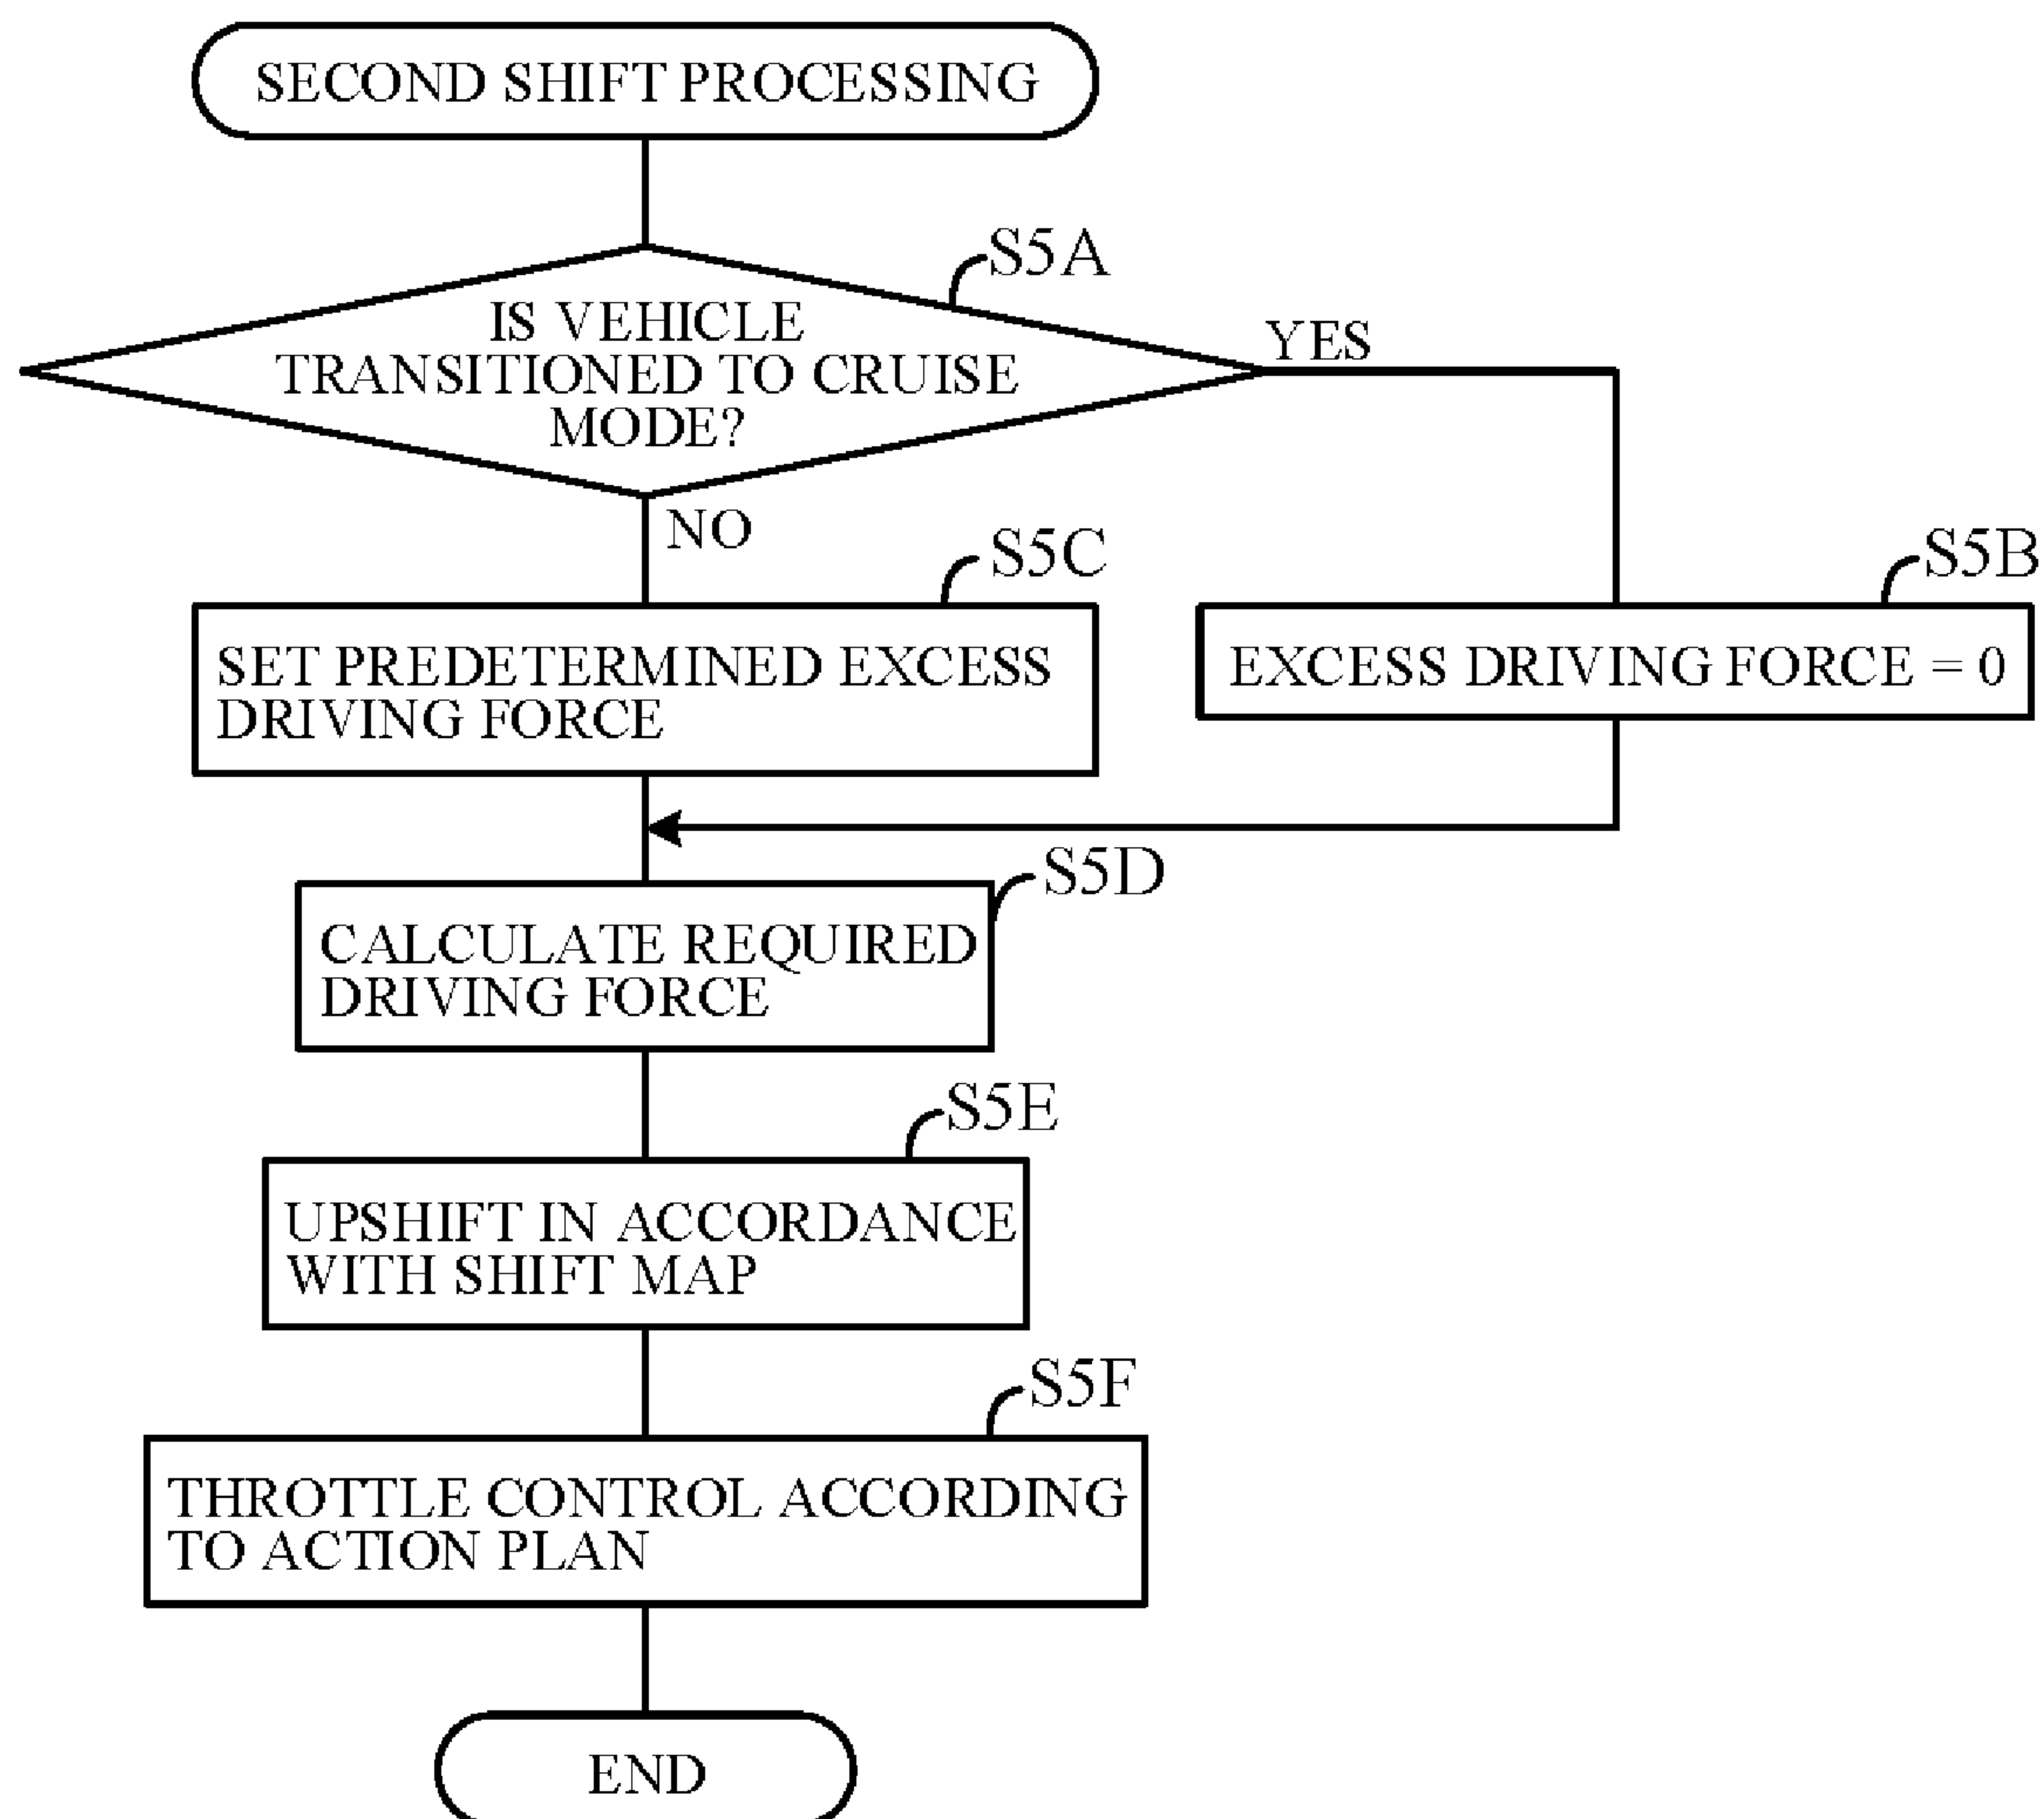 SECOND SHIFT PROCESSING
S5A
IS VEHICLE
TRANSITIONED TO CRUISE
MODE?
YES
NO
S5C
SET PREDETERMINED EXCESS
DRIVING FORCE
S5B
EXCESS DRIVING FORCE = 0
S5D
CALCULATE REQUIRED
DRIVING FORCE
S5E
UPSHIFT IN ACCORDANCE
WITH SHIFT MAP
S5F
THROTTLE CONTROL ACCORDING
TO ACTION PLAN
END